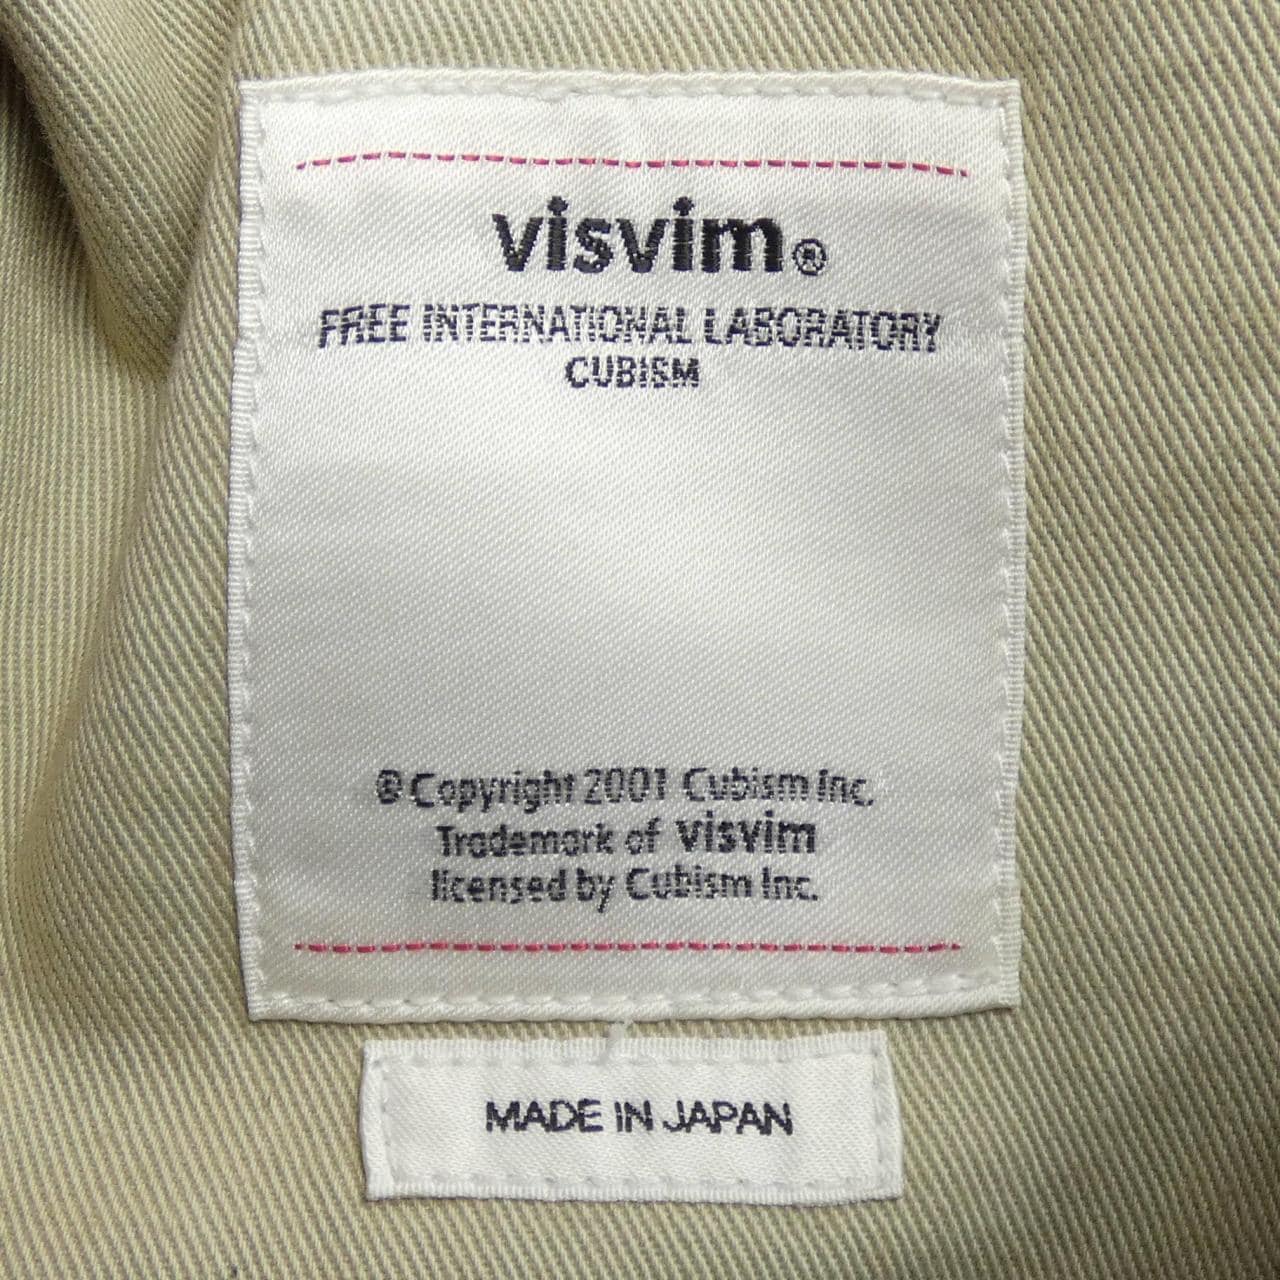 visvim®
FREE INTERNATIONAL LABORATORY
CUBISM
© Copyright 2001 Cubism Inc.
Trademark of visvim
licensed by Cubism Inc.
MADE IN JAPAN